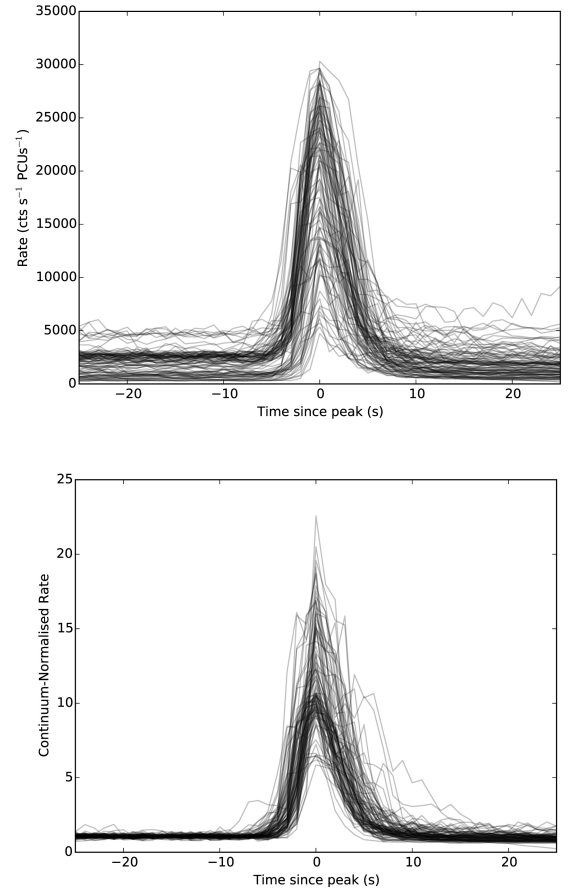 35000
30000
25000
20000
15000
10000
5000
0
Rate (cts s⁻¹ PCUs⁻¹)
−20 −10 0 10 20
Time since peak (s)
25
20
15
10
5
0
Continuum-Normalised Rate
−20 −10 0 10 20
Time since peak (s)